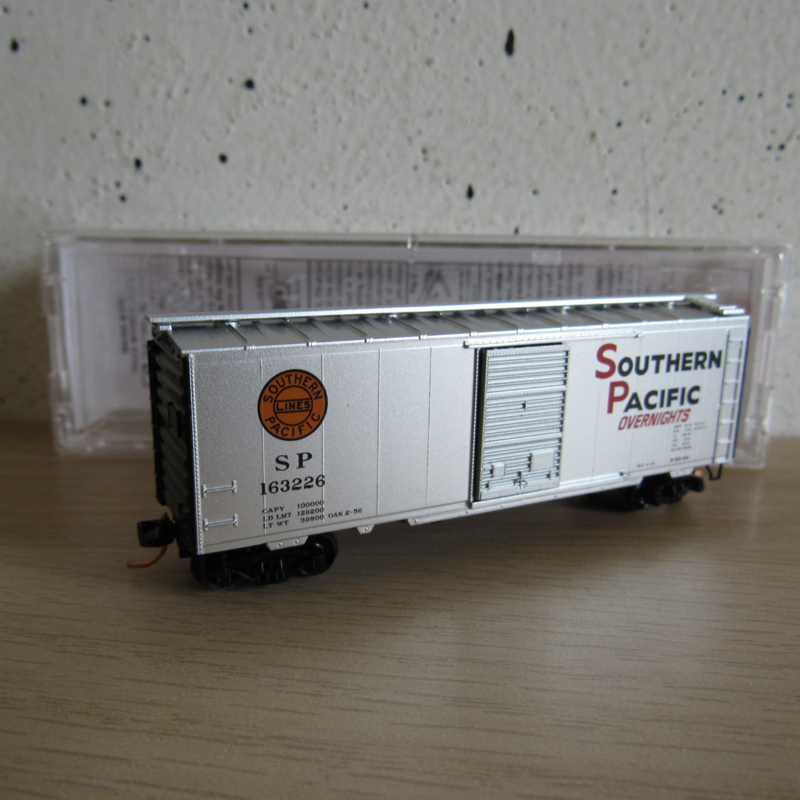 SOUTHERN
LINES
PACIFIC
SP
163226
CAPY 100000
LD LMT 129200
LT WT 39800 OAK 2-56
SOUTHERN
PACIFIC
OVERNIGHTS